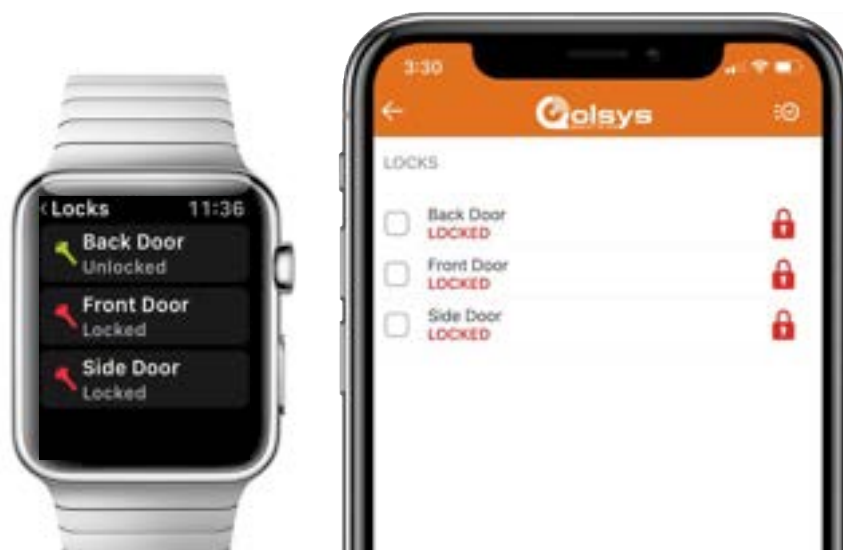 Locks 11:36
Back Door
Unlocked
Front Door
Locked
Side Door
Locked
3:30
Qolsys
LOCKS
Back Door
LOCKED
Front Door
LOCKED
Side Door
LOCKED